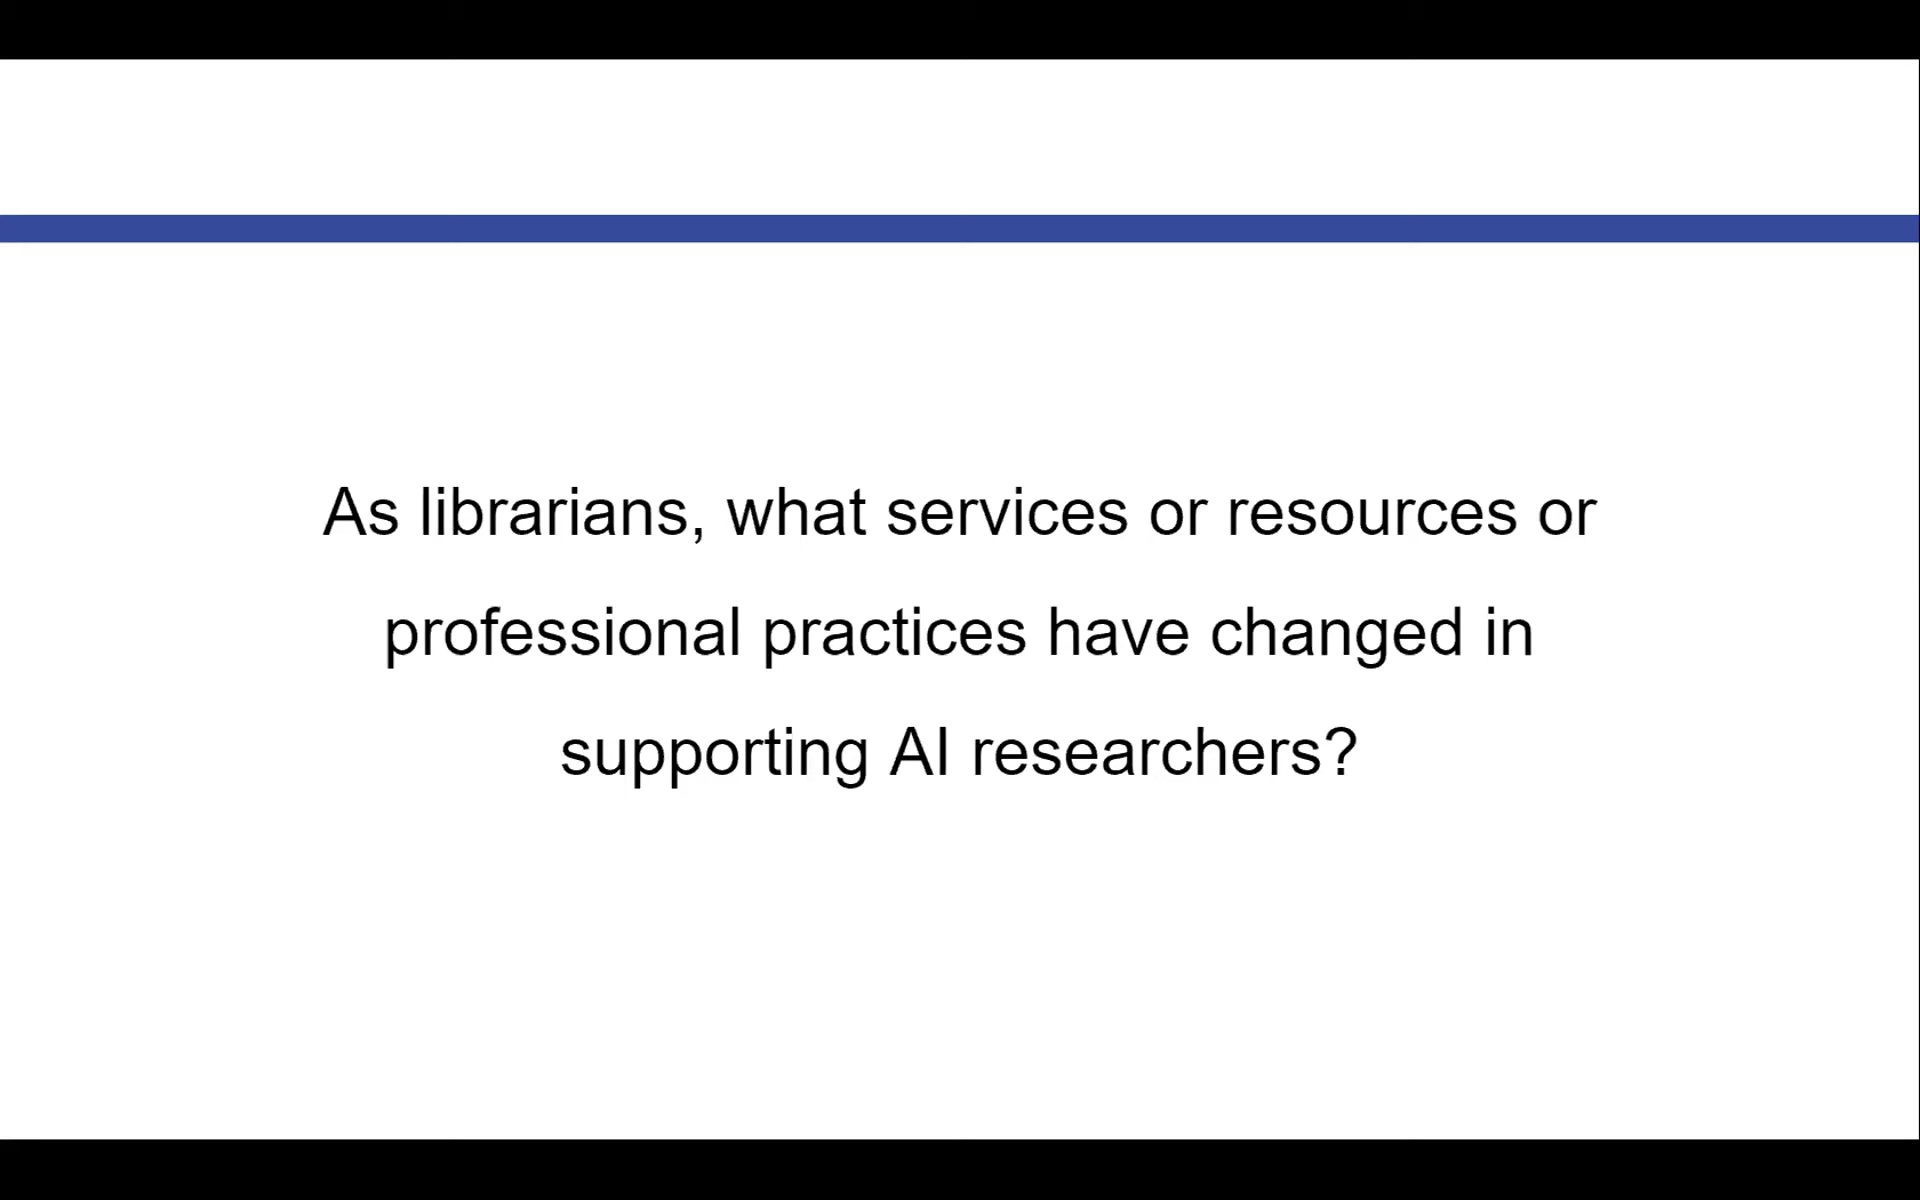 As librarians, what services or resources or
professional practices have changed in
supporting AI researchers?